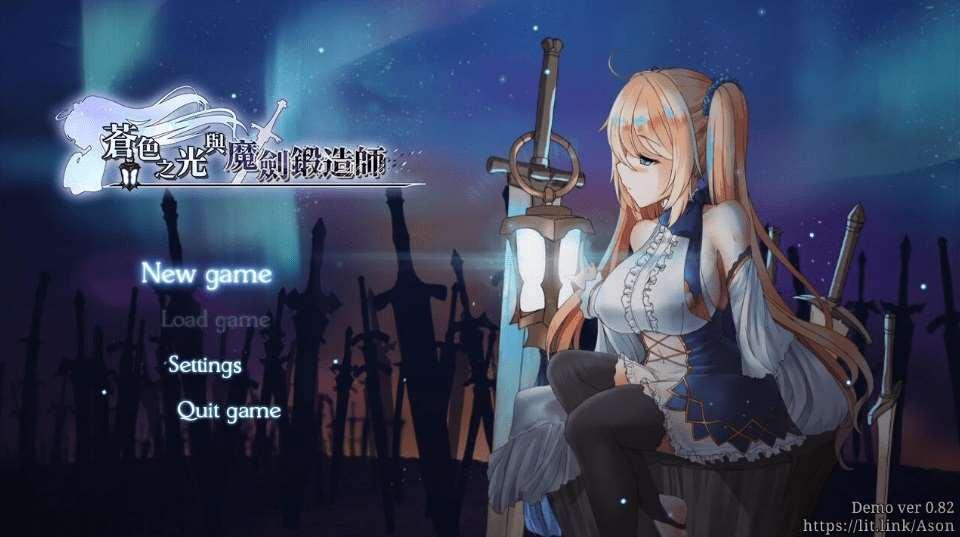 蒼色之光與魔劍鍛造師
New game
Load game
Settings
Quit game
Demo ver 0.82
https://lit.link/Ason